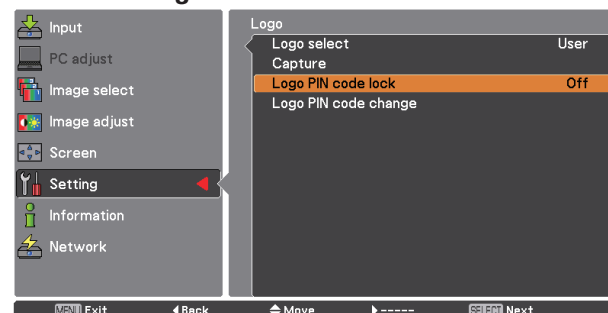 Input
PC adjust
Image select
Image adjust
Screen
Setting
Information
Network
Logo
Logo select User
Capture
Logo PIN code lock Off
Logo PIN code change
MENU Exit Back Move ----- SELECT Next